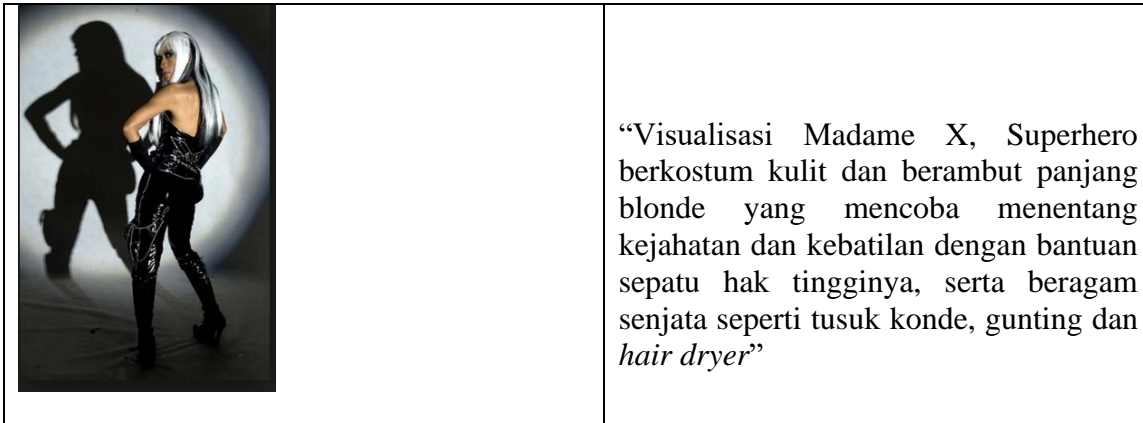 “Visualisasi Madame X, Superhero
berkostum kulit dan berambut panjang
blonde yang mencoba menentang
kejahatan dan kebatilan dengan bantuan
sepatu hak tingginya, serta beragam
senjata seperti tusuk konde, gunting dan
hair dryer”